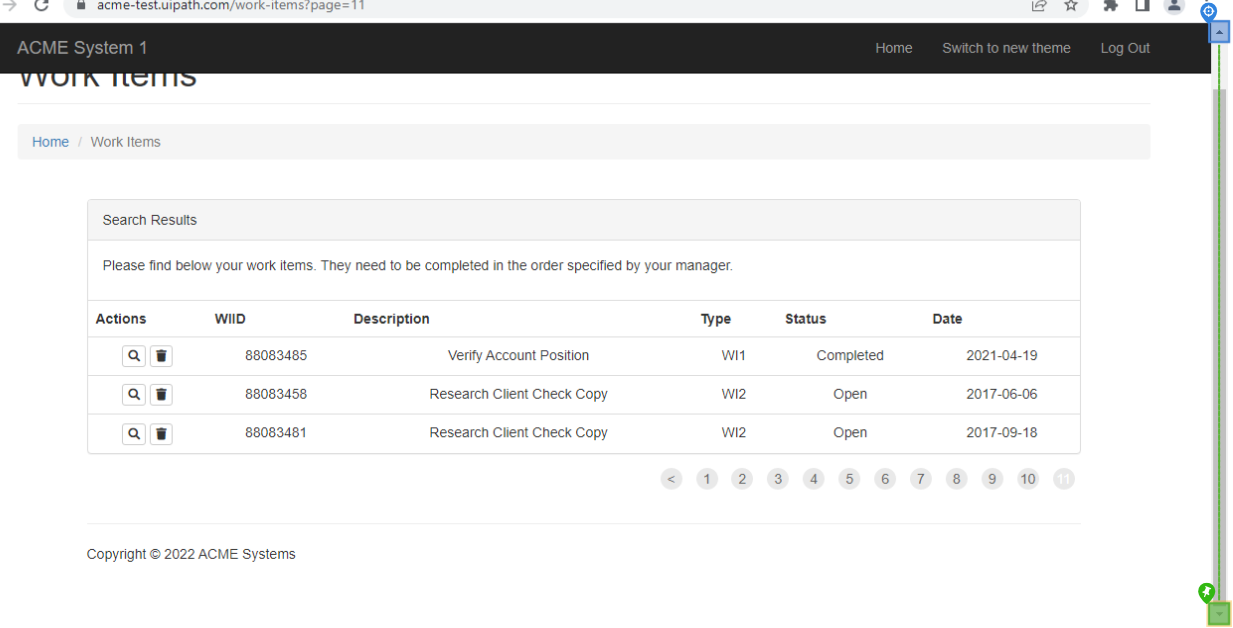 acme-test.uipath.com/work-items?page=11
ACME System 1 Home Switch to new theme Log Out
Work Items
Home / Work Items
Search Results
Please find below your work items. They need to be completed in the order specified by your manager.
Actions WIID Description Type Status Date
88083485 Verify Account Position WI1 Completed 2021-04-19
88083458 Research Client Check Copy WI2 Open 2017-06-06
88083481 Research Client Check Copy WI2 Open 2017-09-18
< 1 2 3 4 5 6 7 8 9 10 11
Copyright © 2022 ACME Systems